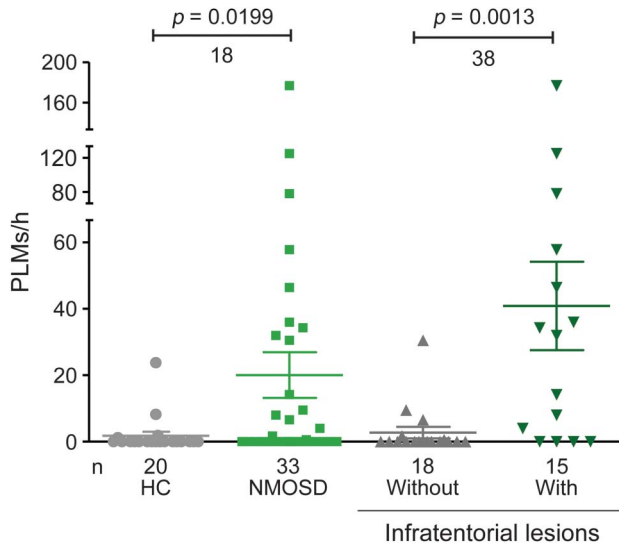 p = 0.0199
18
p = 0.0013
38
PLMs/h
200
160
120
80
60
40
20
0
n 20 33 18 15
HC NMOSD Without With
Infratentorial lesions